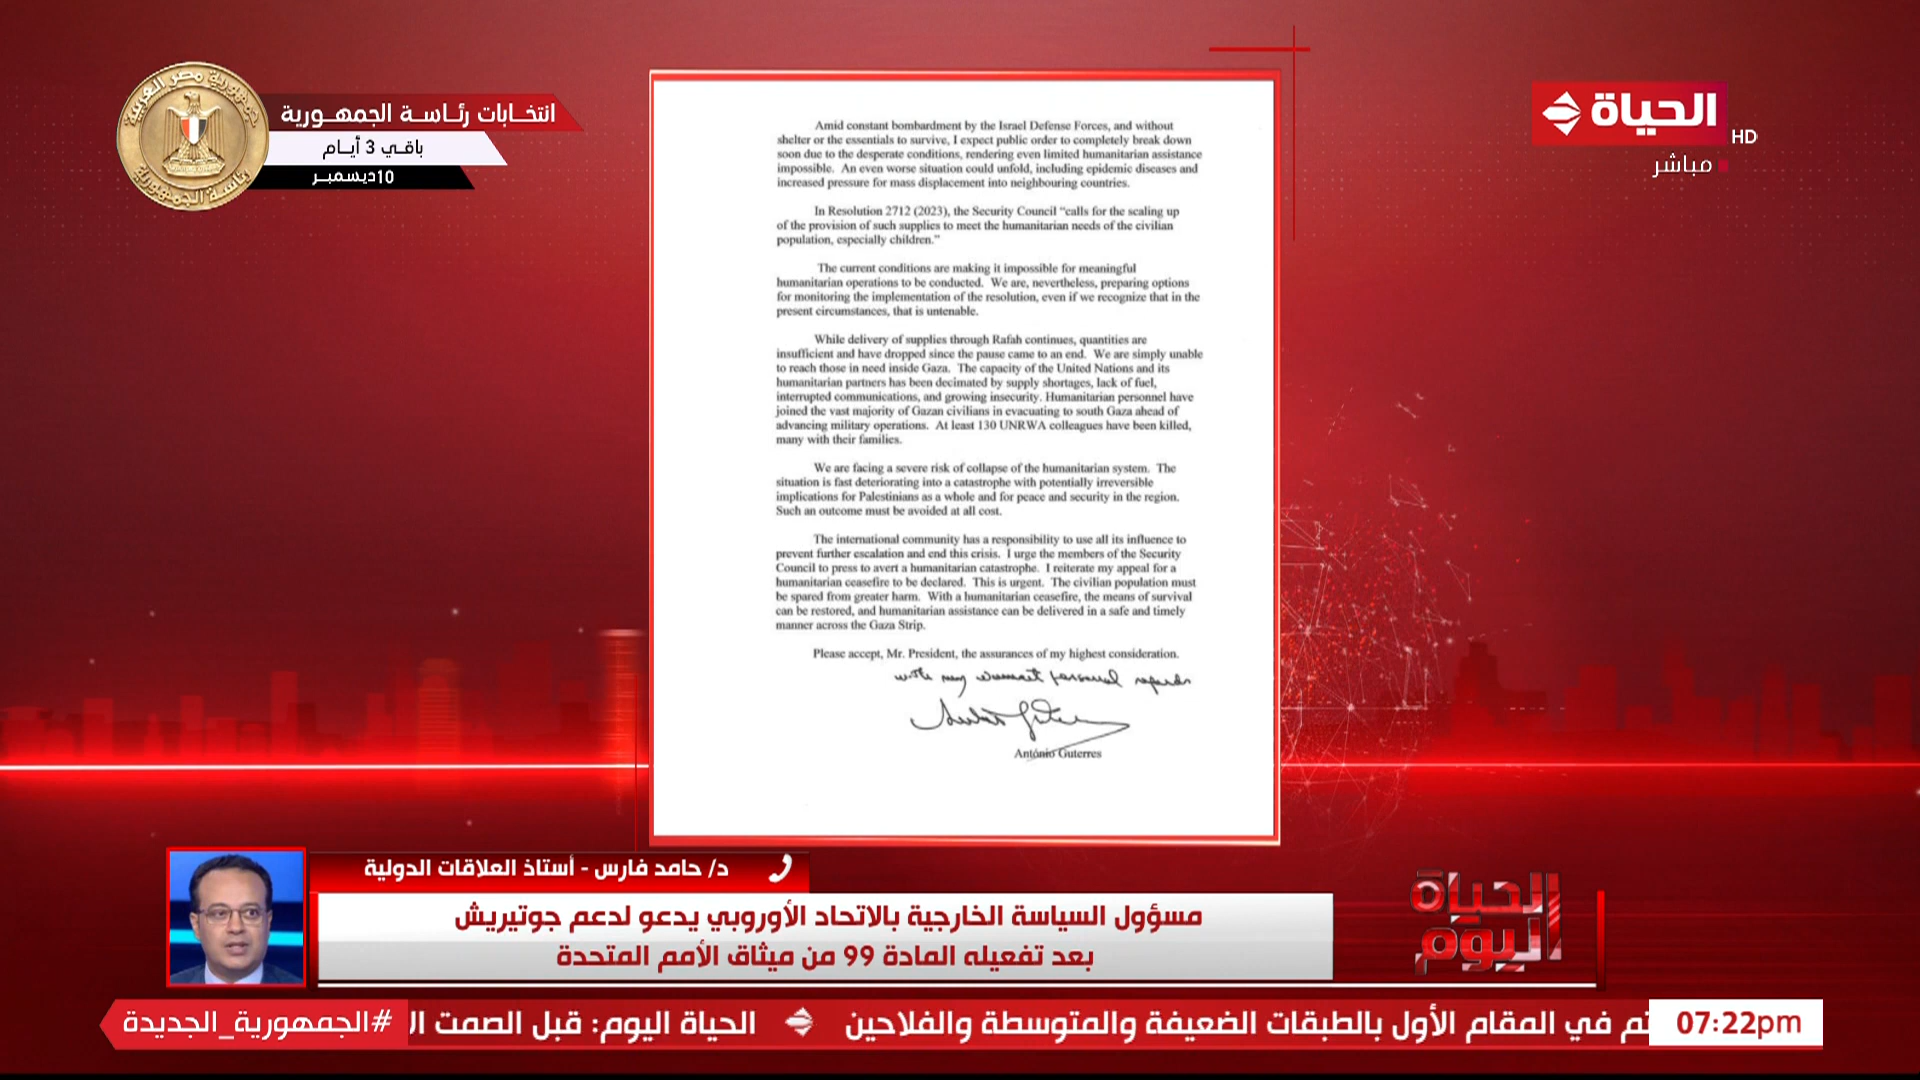 جمهورية مصر العربية
رئاسة الجمهورية
انتخابات رئاسة الجمهورية
باقي 3 أيام
10ديسمبر
الحياة
HD
مباشر
Amid constant bombardment by the Israel Defense Forces, and without
shelter or the essentials to survive, I expect public order to completely break down
soon due to the desperate conditions, rendering even limited humanitarian assistance
impossible. An even worse situation could unfold, including epidemic diseases and
increased pressure for mass displacement into neighbouring countries.
In Resolution 2712 (2023), the Security Council "calls for the scaling up
of the provision of such supplies to meet the humanitarian needs of the civilian
population, especially children."
The current conditions are making it impossible for meaningful
humanitarian operations to be conducted. We are, nevertheless, preparing options
for monitoring the implementation of the resolution, even if we recognize that in the
present circumstances, that is untenable.
While delivery of supplies through Rafah continues, quantities are
insufficient and have dropped since the pause came to an end. We are simply unable
to reach those in need inside Gaza. The capacity of the United Nations and its
humanitarian partners has been decimated by supply shortages, lack of fuel,
interrupted communications, and growing insecurity. Humanitarian personnel have
joined the vast majority of Gazan civilians in evacuating to south Gaza ahead of
advancing military operations. At least 130 UNRWA colleagues have been killed,
many with their families.
We are facing a severe risk of collapse of the humanitarian system. The
situation is fast deteriorating into a catastrophe with potentially irreversible
implications for Palestinians as a whole and for peace and security in the region.
Such an outcome must be avoided at all cost.
The international community has a responsibility to use all its influence to
prevent further escalation and end this crisis. I urge the members of the Security
Council to press to avert a humanitarian catastrophe. I reiterate my appeal for a
humanitarian ceasefire to be declared. This is urgent. The civilian population must
be spared from greater harm. With a humanitarian ceasefire, the means of survival
can be restored, and humanitarian assistance can be delivered in a safe and timely
manner across the Gaza Strip.
Please accept, Mr. President, the assurances of my highest consideration.
with my warmest personal regards
António Guterres
د/ حامد فارس - أستاذ العلاقات الدولية
مسؤول السياسة الخارجية بالاتحاد الأوروبي يدعو لدعم جوتيريش
بعد تفعيله المادة 99 من ميثاق الأمم المتحدة
الحياة
اليوم
07:22pm
تم في المقام الأول بالطبقات الضعيفة والمتوسطة والفلاحين
الحياة اليوم: قبل الصمت ال
#الجمهورية_الجديدة